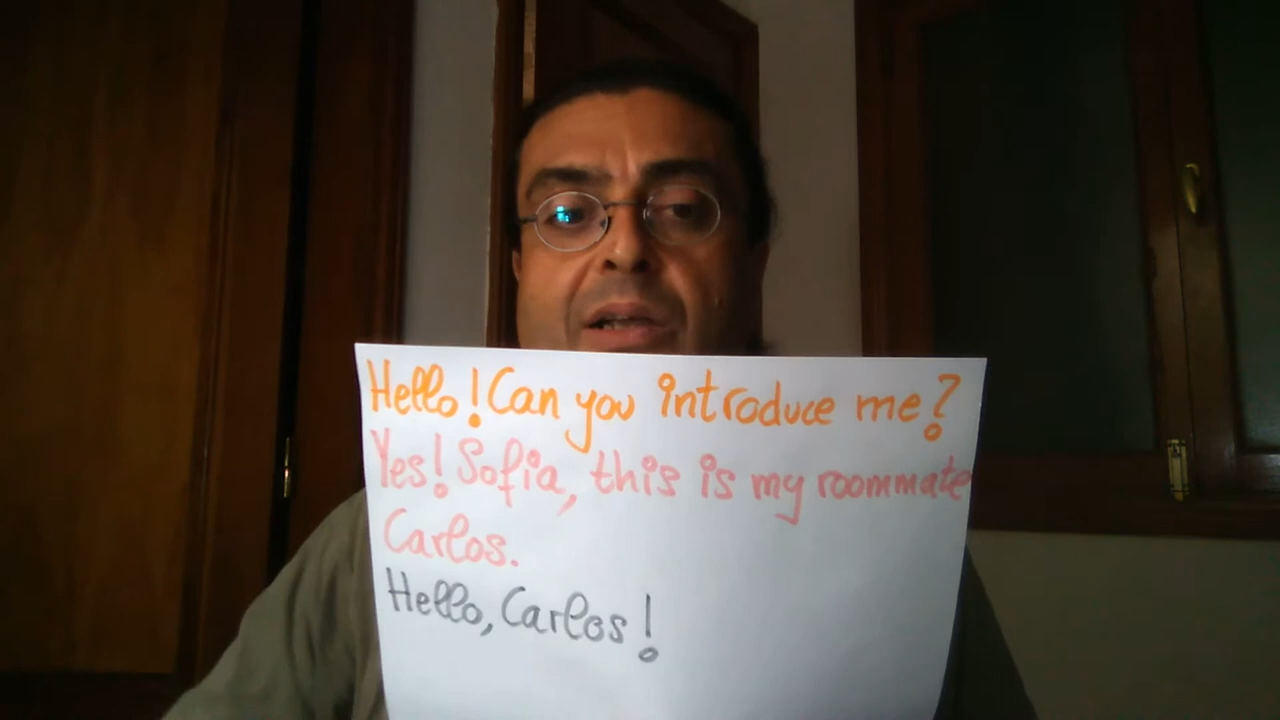 Hello! Can you introduce me?
Yes! Sofia, this is my roommate
Carlos.
Hello, Carlos!